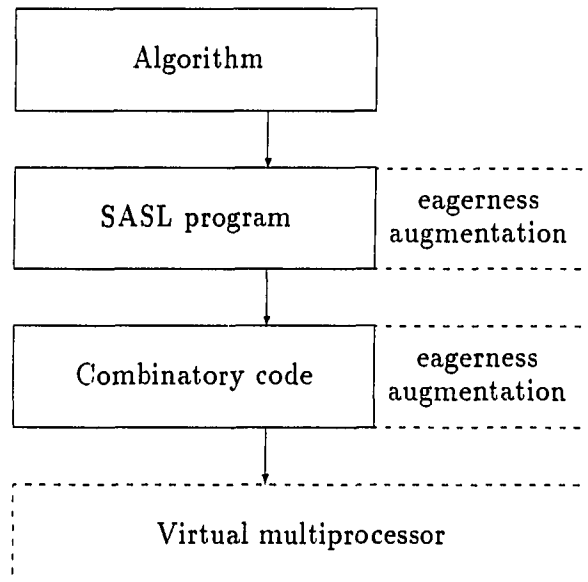 Algorithm
SASL program
eagerness
augmentation
Combinatory code
eagerness
augmentation
Virtual multiprocessor